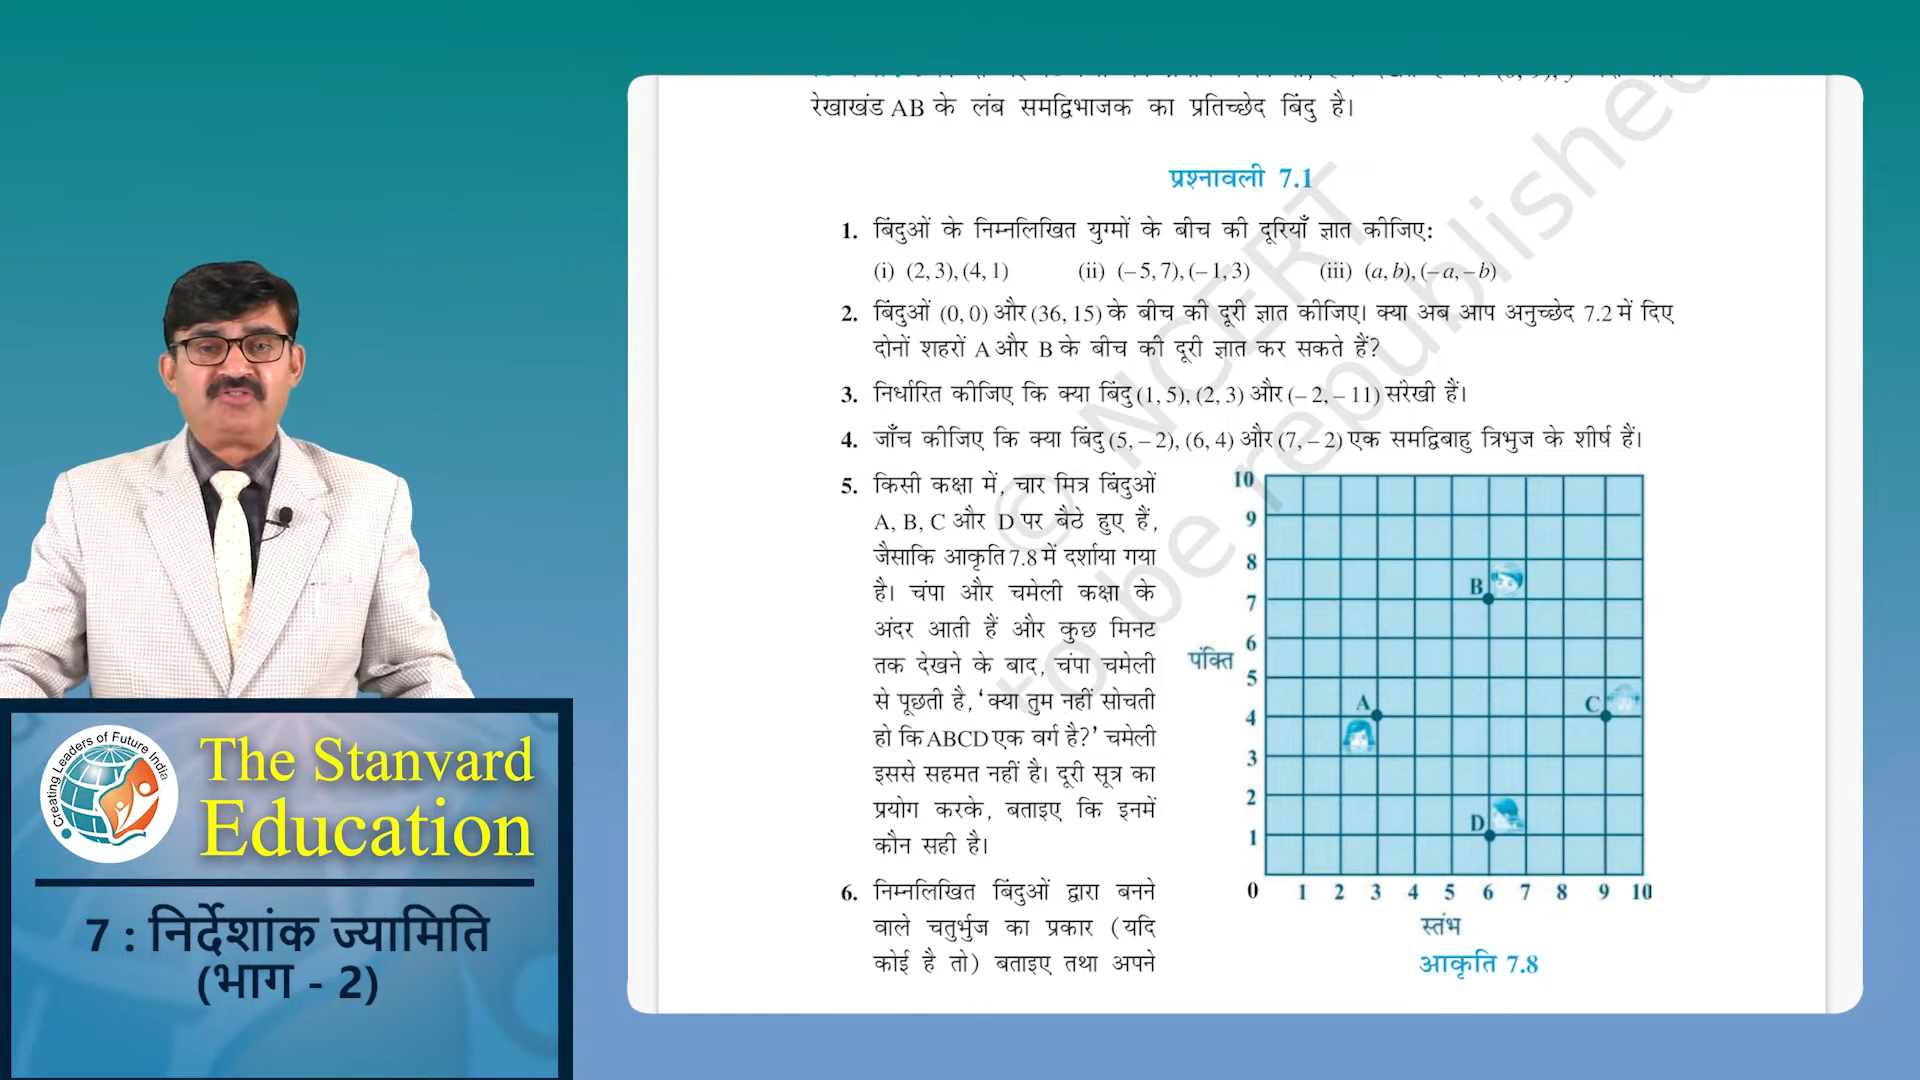 रेखाखंड AB के लंब समद्विभाजक का प्रतिच्छेद बिंदु है।
प्रश्नावली 7.1
1. बिंदुओं के निम्नलिखित युग्मों के बीच की दूरियाँ ज्ञात कीजिए:
(i) (2, 3), (4, 1) (ii) (– 5, 7), (– 1, 3) (iii) (a, b), (– a, – b)
2. बिंदुओं (0, 0) और (36, 15) के बीच की दूरी ज्ञात कीजिए। क्या अब आप अनुच्छेद 7.2 में दिए
दोनों शहरों A और B के बीच की दूरी ज्ञात कर सकते हैं?
3. निर्धारित कीजिए कि क्या बिंदु (1, 5), (2, 3) और (– 2, – 11) संरेखी हैं।
4. जाँच कीजिए कि क्या बिंदु (5, – 2), (6, 4) और (7, – 2) एक समद्विबाहु त्रिभुज के शीर्ष हैं।
5. किसी कक्षा में, चार मित्र बिंदुओं
A, B, C और D पर बैठे हुए हैं,
जैसाकि आकृति 7.8 में दर्शाया गया
है। चंपा और चमेली कक्षा के
अंदर आती हैं और कुछ मिनट
तक देखने के बाद, चंपा चमेली
से पूछती है, ‘क्या तुम नहीं सोचती
हो कि ABCD एक वर्ग है?’ चमेली
इससे सहमत नहीं है। दूरी सूत्र का
प्रयोग करके, बताइए कि इनमें
कौन सही है।
6. निम्नलिखित बिंदुओं द्वारा बनने
वाले चतुर्भुज का प्रकार (यदि
कोई है तो) बताइए तथा अपने
10
9
8
B
7
6
पंक्ति
5
A C
4
3
2
D
1
0 1 2 3 4 5 6 7 8 9 10
स्तंभ
आकृति 7.8
© NCERT
to be republished
Creating Leaders of Future India
The Stanvard
Education
7 : निर्देशांक ज्यामिति
(भाग - 2)